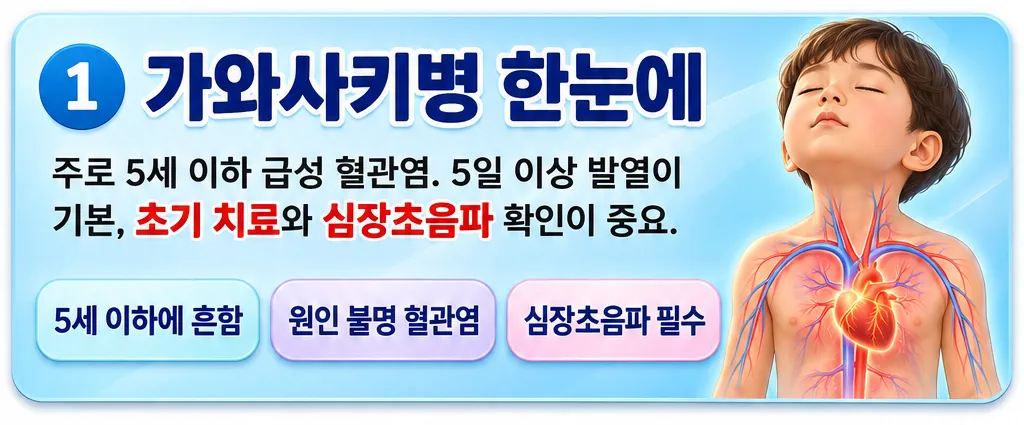 1 가와사키병 한눈에
주로 5세 이하 급성 혈관염. 5일 이상 발열이
기본, 초기 치료와 심장초음파 확인이 중요.
5세 이하에 흔함
원인 불명 혈관염
심장초음파 필수